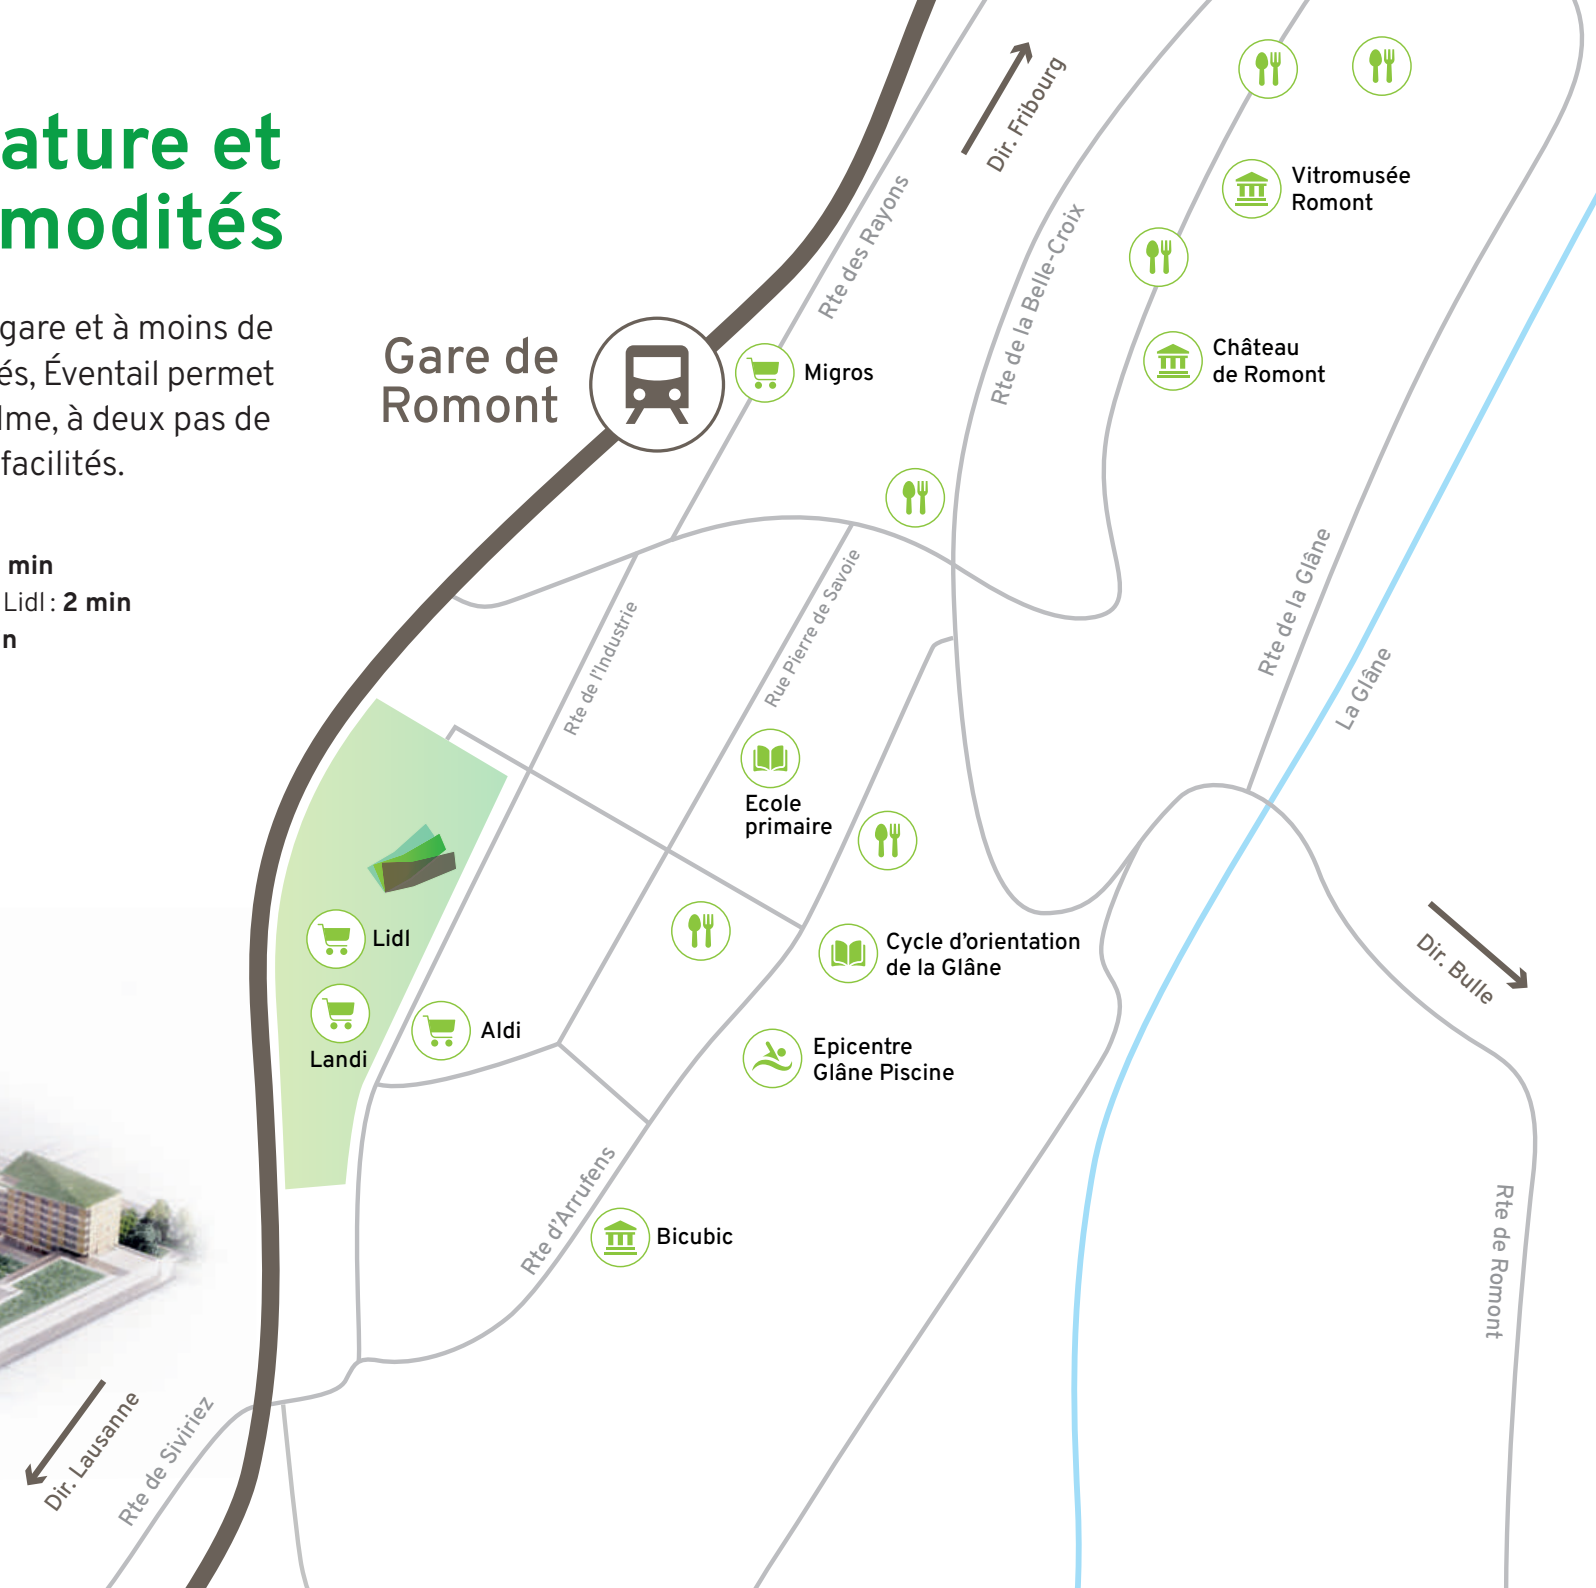 ature et
modités
gare et à moins de
és, Éventail permet
lme, à deux pas de
facilités.
min
Lidl : 2 min
n
Gare de
Romont
Migros
Dir. Fribourg
Rte des Rayons
Rte de la Belle-Croix
Vitromusée
Romont
Château
de Romont
Rte de l'Industrie
Rue Pierre de Savoie
Rte de la Glâne
La Glâne
Ecole
primaire
Lidl
Landi
Aldi
Cycle d'orientation
de la Glâne
Epicentre
Glâne Piscine
Dir. Bulle
Rte d'Arrufens
Bicubic
Rte de Romont
Dir. Lausanne
Rte de Siviriez